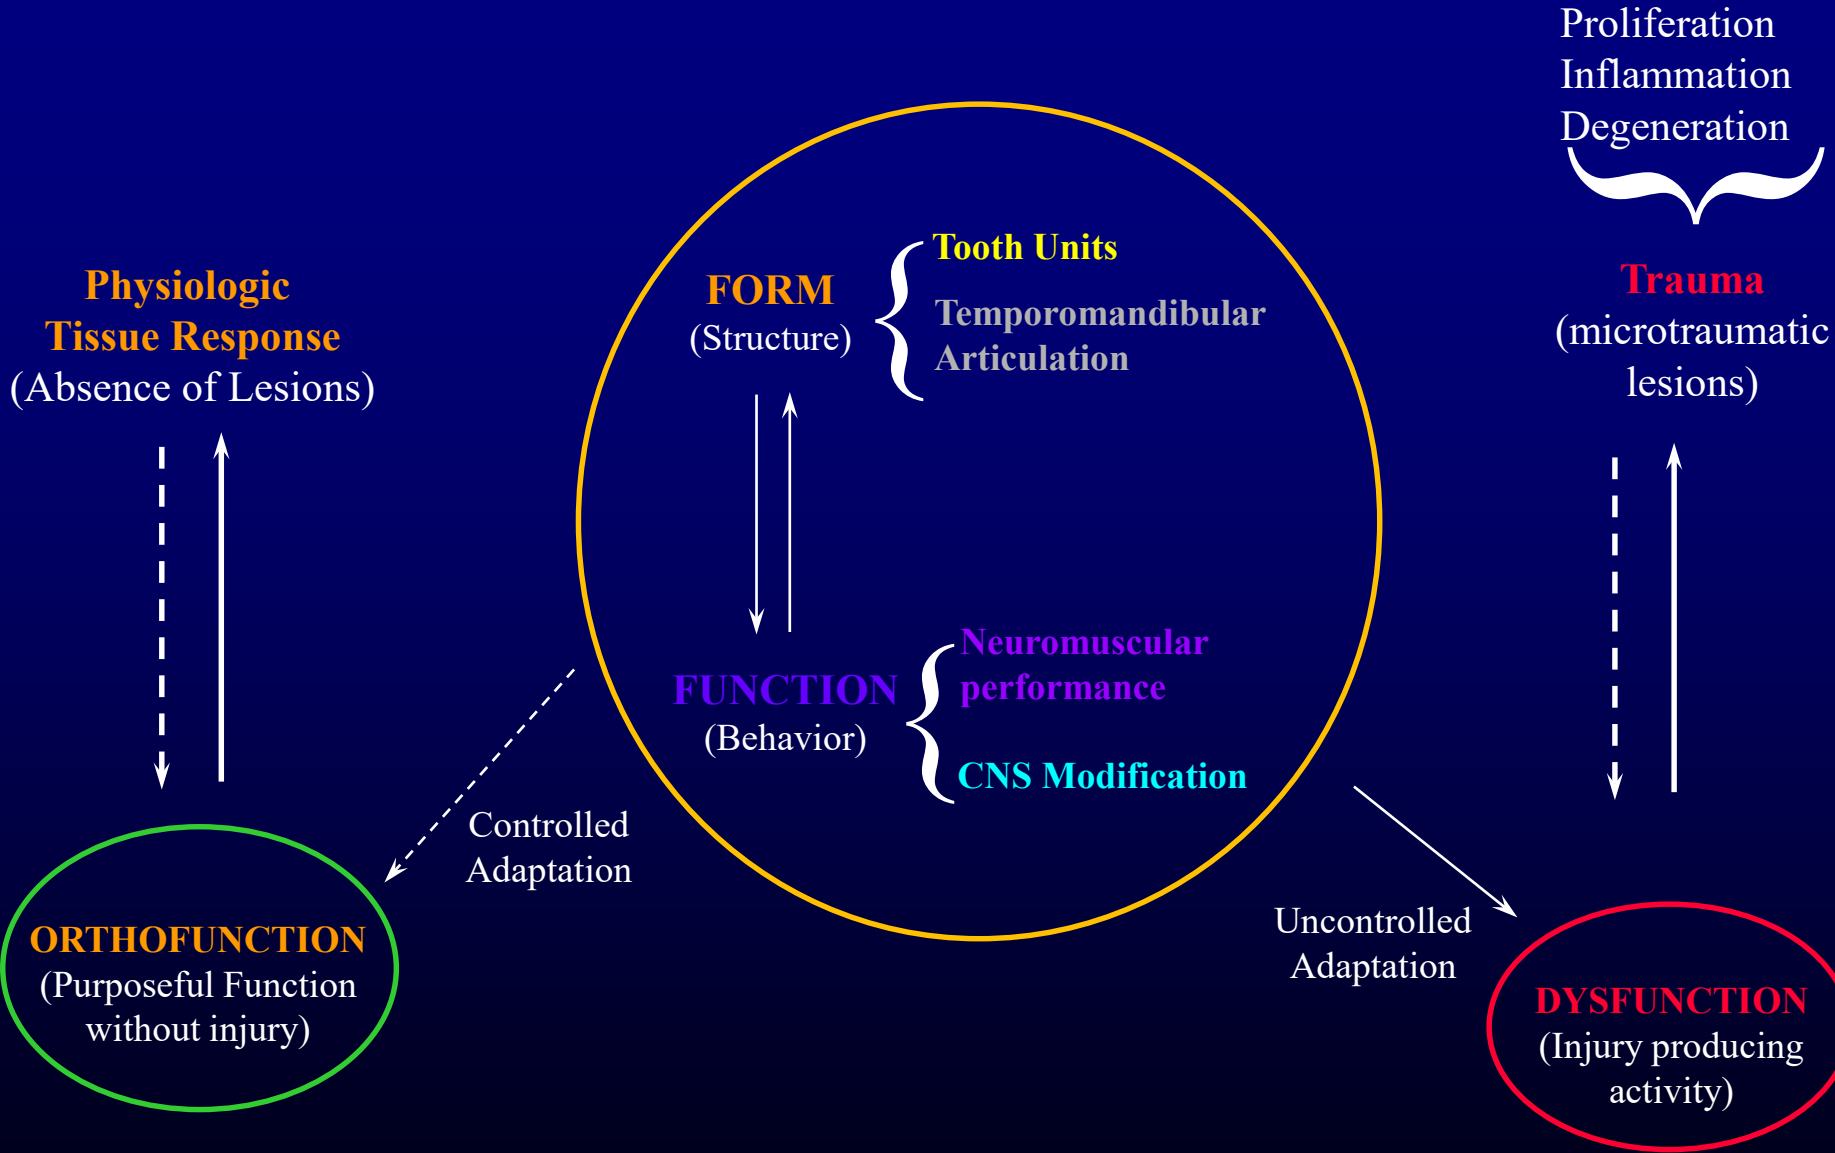 Proliferation
Inflammation
Degeneration
Physiologic
Tissue Response
(Absence of Lesions)
FORM
(Structure)
Tooth Units
Temporomandibular
Articulation
Trauma
(microtraumatic
lesions)
FUNCTION
(Behavior)
Neuromuscular
performance
CNS Modification
Controlled
Adaptation
Uncontrolled
Adaptation
ORTHOFUNCTION
(Purposeful Function
without injury)
DYSFUNCTION
(Injury producing
activity)